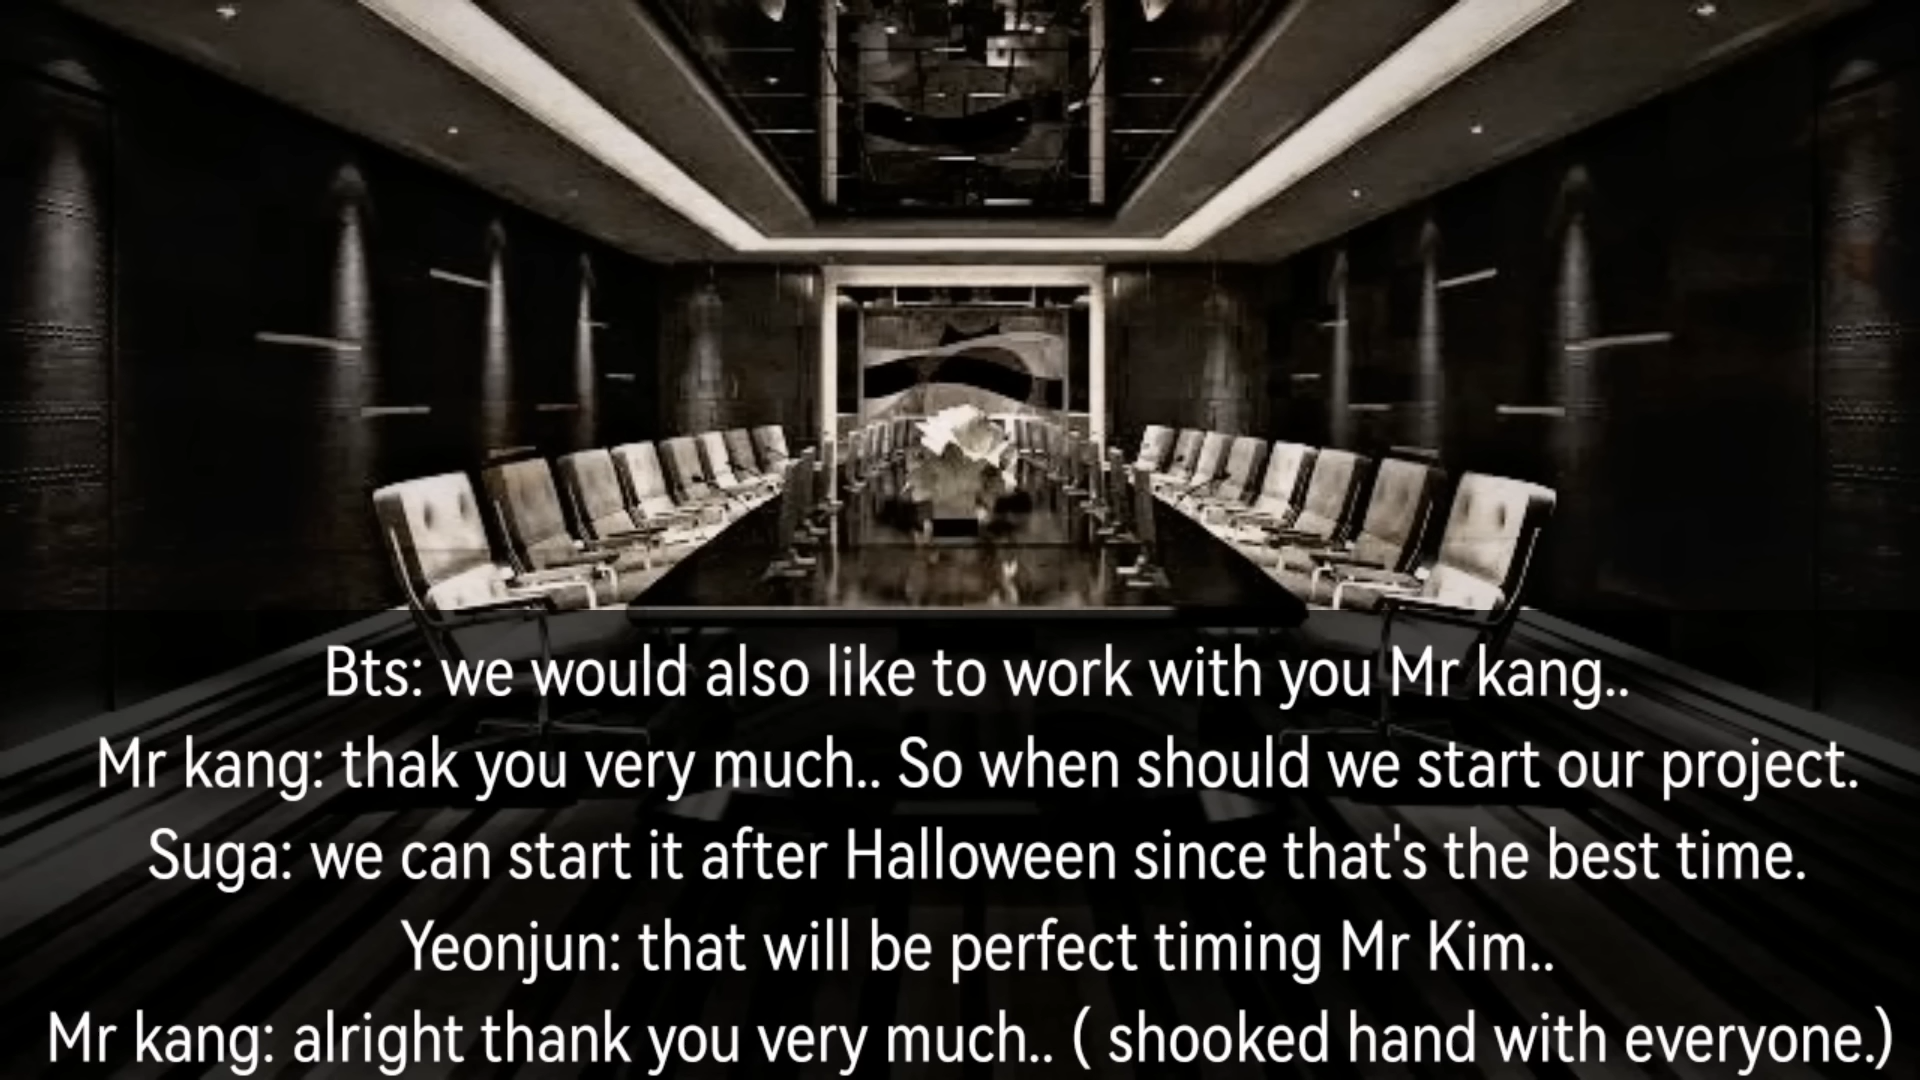 Bts: we would also like to work with you Mr kang..
Mr kang: thak you very much.. So when should we start our project.
Suga: we can start it after Halloween since that's the best time.
Yeonjun: that will be perfect timing Mr Kim..
Mr kang: alright thank you very much.. ( shooked hand with everyone.)